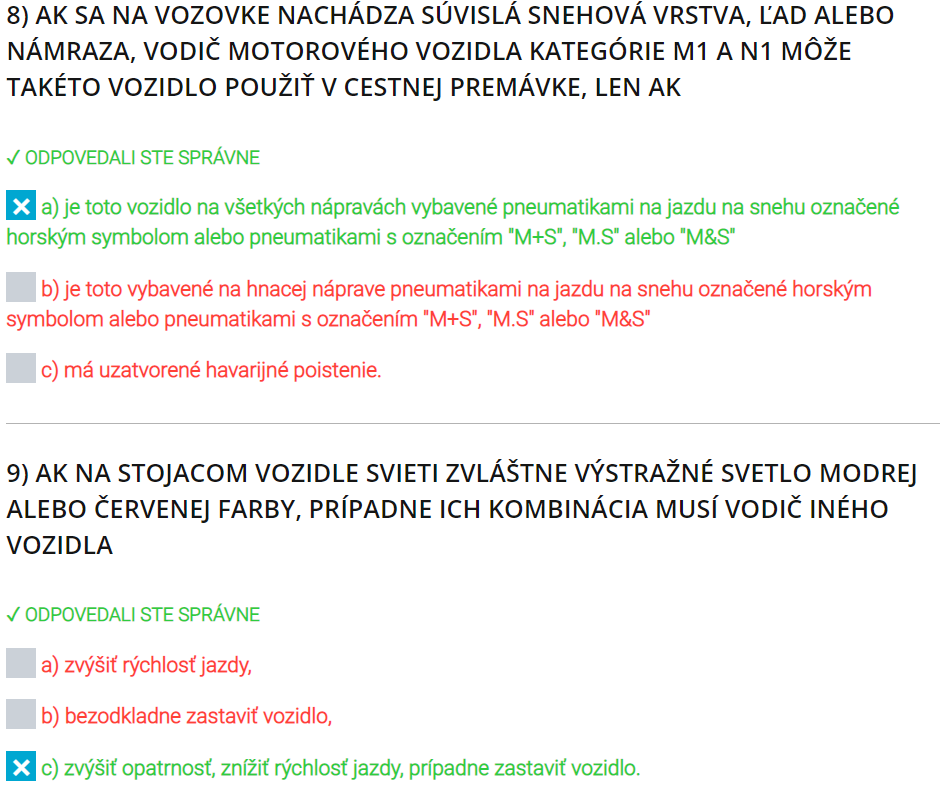 8) AK SA NA VOZOVKE NACHÁDZA SÚVISLÁ SNEHOVÁ VRSTVA, ĽAD ALEBO
NÁMRAZA, VODIČ MOTOROVÉHO VOZIDLA KATEGÓRIE M1 A N1 MÔŽE
TAKÉTO VOZIDLO POUŽIŤ V CESTNEJ PREMÁVKE, LEN AK
✓ ODPOVEDALI STE SPRÁVNE
a) je toto vozidlo na všetkých nápravách vybavené pneumatikami na jazdu na snehu označené
horským symbolom alebo pneumatikami s označením "M+S", "M.S" alebo "M&S"
b) je toto vybavené na hnacej náprave pneumatikami na jazdu na snehu označené horským
symbolom alebo pneumatikami s označením "M+S", "M.S" alebo "M&S"
c) má uzatvorené havarijné poistenie.
9) AK NA STOJACOM VOZIDLE SVIETI ZVLÁŠTNE VÝSTRAŽNÉ SVETLO MODREJ
ALEBO ČERVENEJ FARBY, PRÍPADNE ICH KOMBINÁCIA MUSÍ VODIČ INÉHO
VOZIDLA
✓ ODPOVEDALI STE SPRÁVNE
a) zvýšiť rýchlosť jazdy,
b) bezodkladne zastaviť vozidlo,
c) zvýšiť opatrnosť, znížiť rýchlosť jazdy, prípadne zastaviť vozidlo.